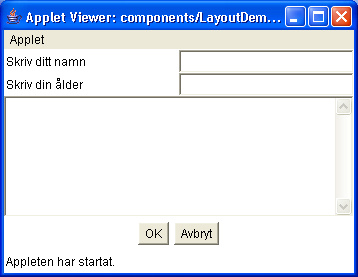 Applet Viewer: components/LayoutDem...
Applet
Skriv ditt namn
Skriv din ålder
OK Avbryt
Appleten har startat.